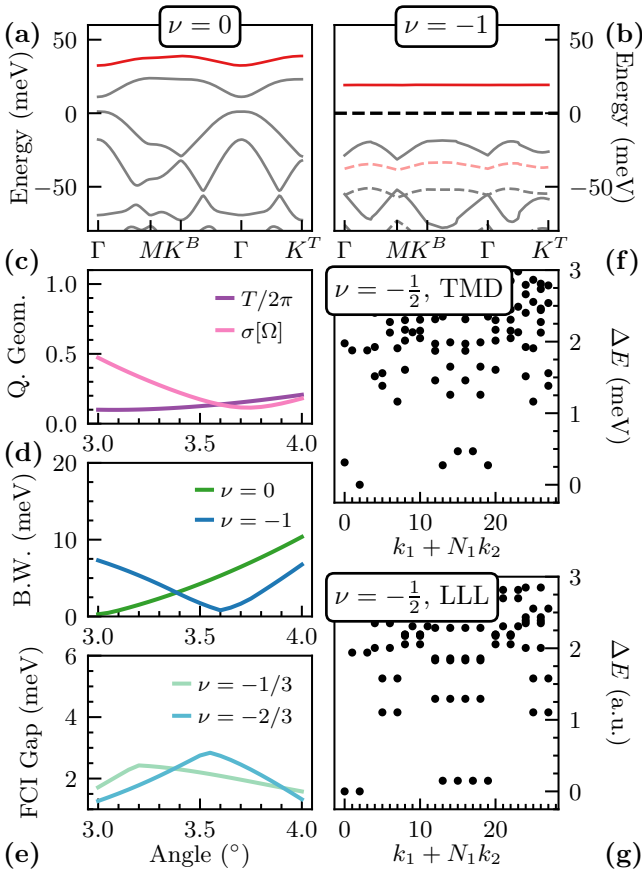 (a)
ν = 0
ν = −1
(b)
50
0
−50
Energy (meV)
Γ
M
K^B
Γ
K^T
50
0
−50
Energy (meV)
Γ
M
K^B
Γ
K^T
(c)
1.0
0.5
0.0
Q. Geom.
T/2π
σ[Ω]
3.0
3.5
4.0
(d)
20
10
0
B.W. (meV)
ν = 0
ν = −1
3.0
3.5
4.0
6
4
2
FCI Gap (meV)
ν = −1/3
ν = −2/3
3.0
3.5
4.0
Angle (°)
(e)
ν = −1/2, TMD
(f)
3
2
1
0
ΔE (meV)
0
10
20
k₁ + N₁k₂
ν = −1/2, LLL
3
2
1
0
ΔE (a.u.)
0
10
20
k₁ + N₁k₂
(g)